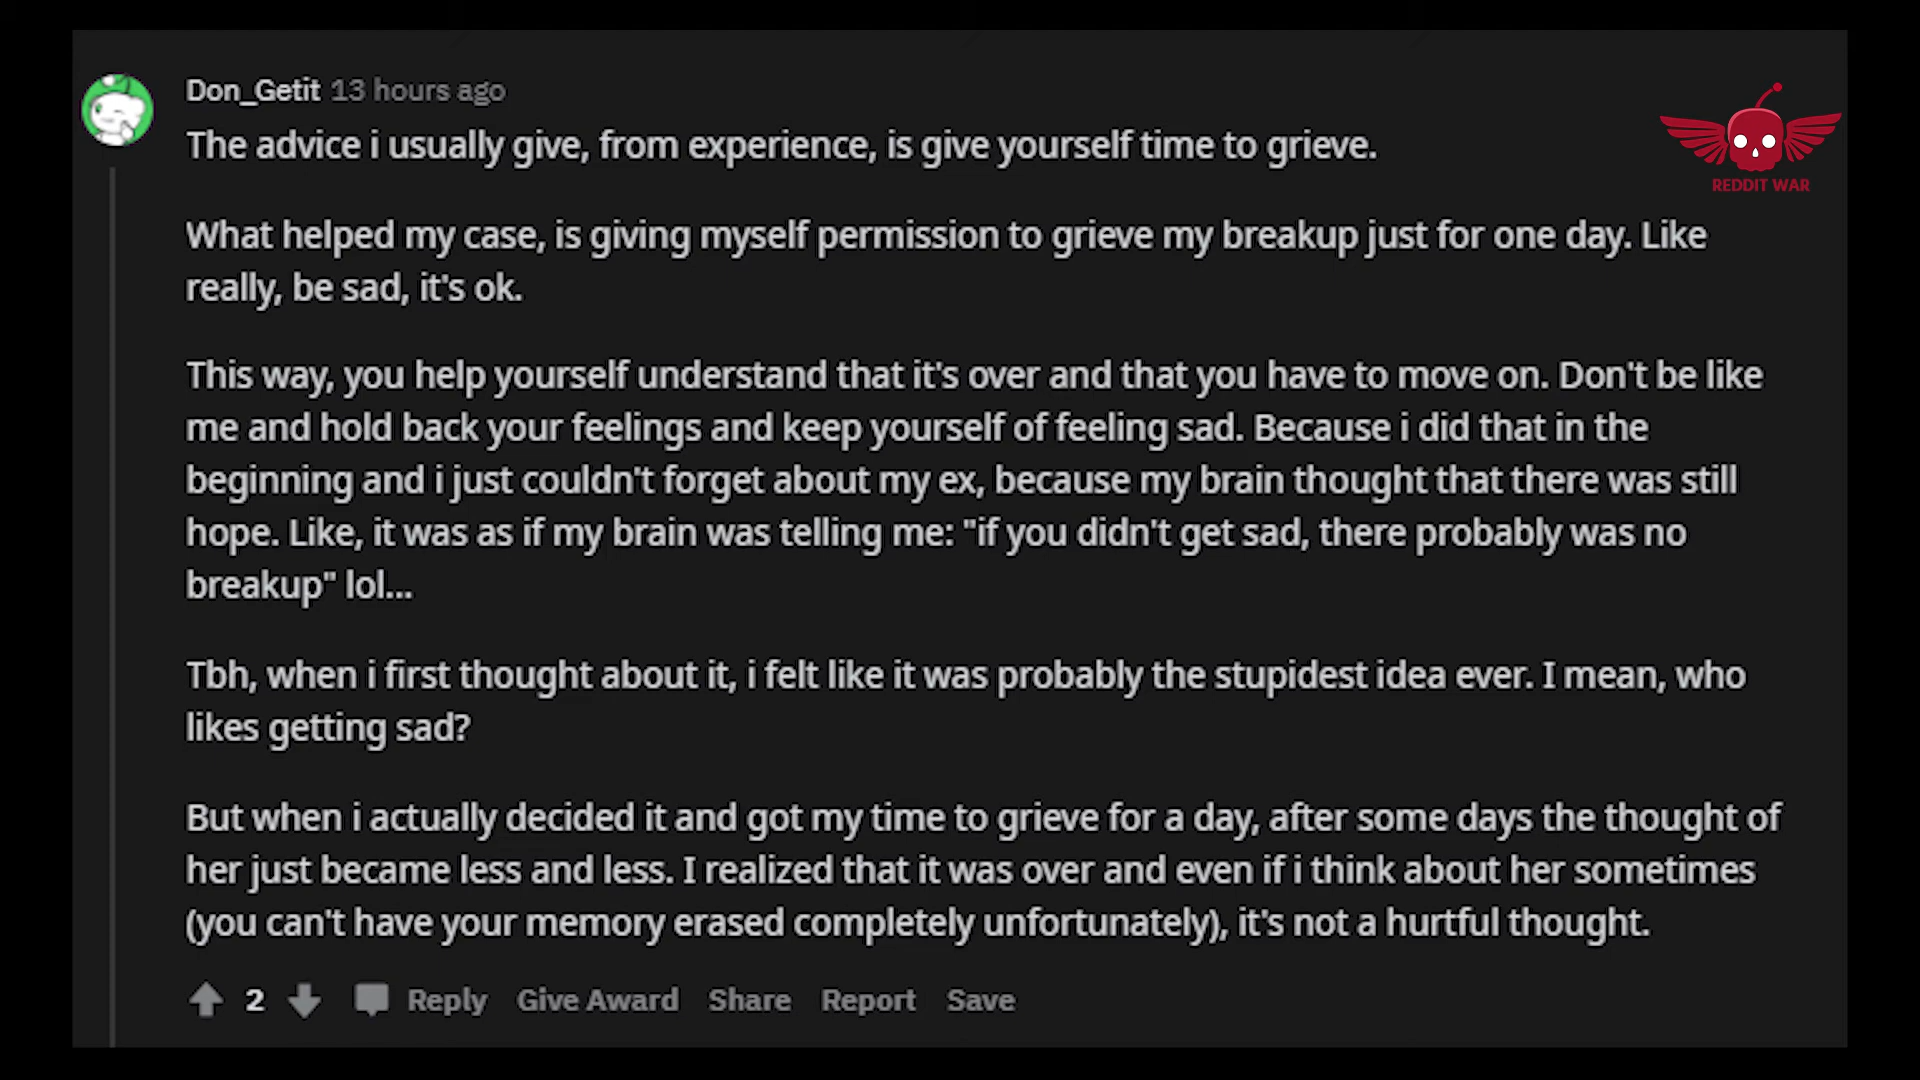 Don_Getit 13 hours ago
The advice i usually give, from experience, is give yourself time to grieve.
REDDIT WAR
What helped my case, is giving myself permission to grieve my breakup just for one day. Like
really, be sad, it's ok.
This way, you help yourself understand that it's over and that you have to move on. Don't be like
me and hold back your feelings and keep yourself of feeling sad. Because i did that in the
beginning and i just couldn't forget about my ex, because my brain thought that there was still
hope. Like, it was as if my brain was telling me: "if you didn't get sad, there probably was no
breakup" lol...
Tbh, when i first thought about it, i felt like it was probably the stupidest idea ever. I mean, who
likes getting sad?
But when i actually decided it and got my time to grieve for a day, after some days the thought of
her just became less and less. I realized that it was over and even if i think about her sometimes
(you can't have your memory erased completely unfortunately), it's not a hurtful thought.
2 Reply Give Award Share Report Save